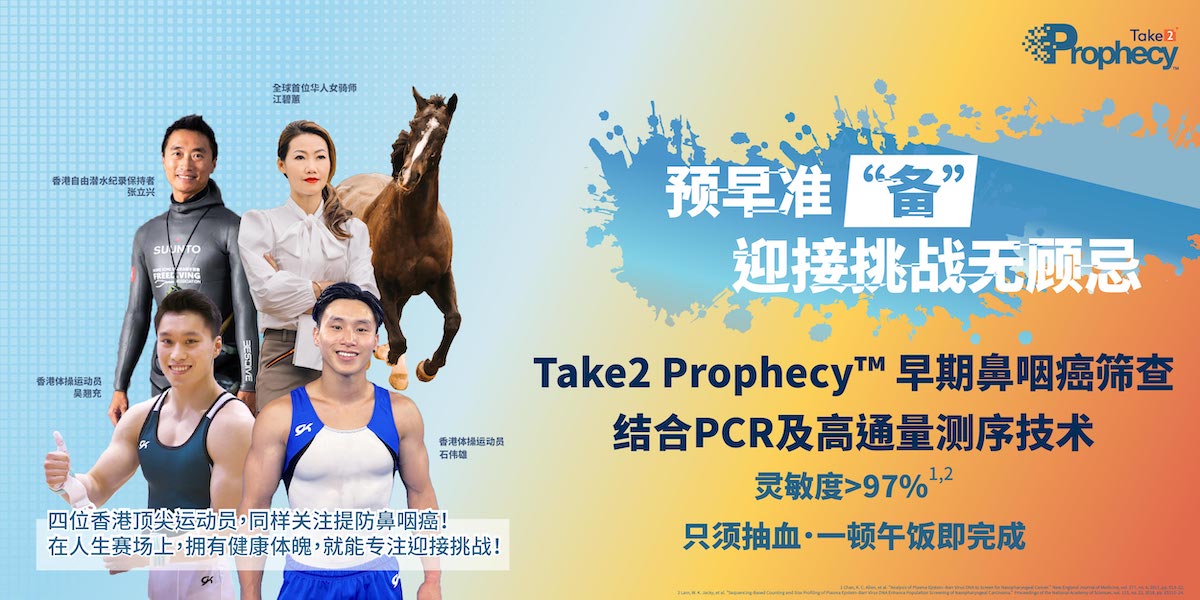 Take2
Prophecy™
全球首位华人女骑师
江碧蕙
香港自由潜水纪录保持者
张立兴
SUUNTO
FREEDIVING
BESTDIVE
香港体操运动员
吴翘充
GK
香港体操运动员
石伟雄
GK
GK
四位香港顶尖运动员，同样关注提防鼻咽癌！
在人生赛场上，拥有健康体魄，就能专注迎接挑战！
预早准“备”
迎接挑战无顾忌
Take2 Prophecy™ 早期鼻咽癌筛查
结合PCR及高通量测序技术
灵敏度>97%1,2
只须抽血·一顿午饭即完成